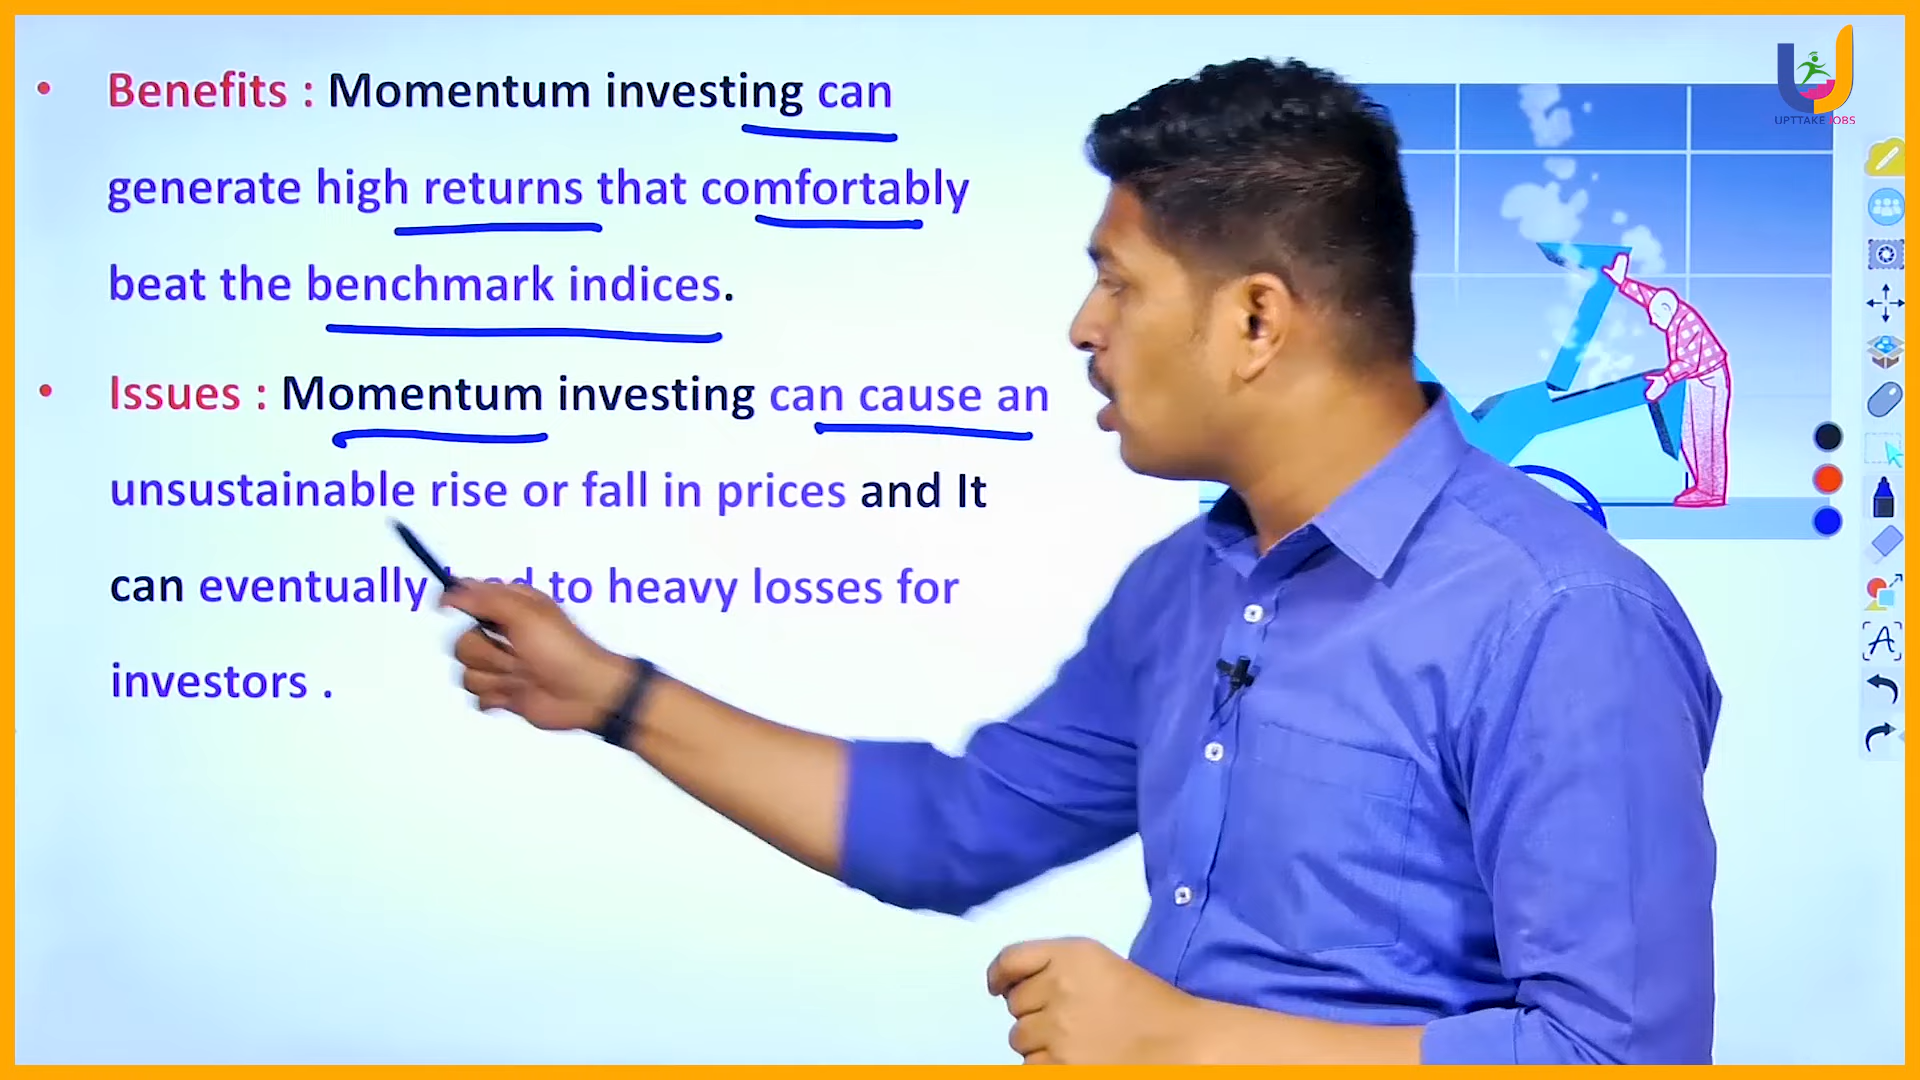 • Benefits : Momentum investing can
generate high returns that comfortably
beat the benchmark indices.
• Issues : Momentum investing can cause an
unsustainable rise or fall in prices and It
can eventually lead to heavy losses for
investors .
UPTTAKE JOBS
A